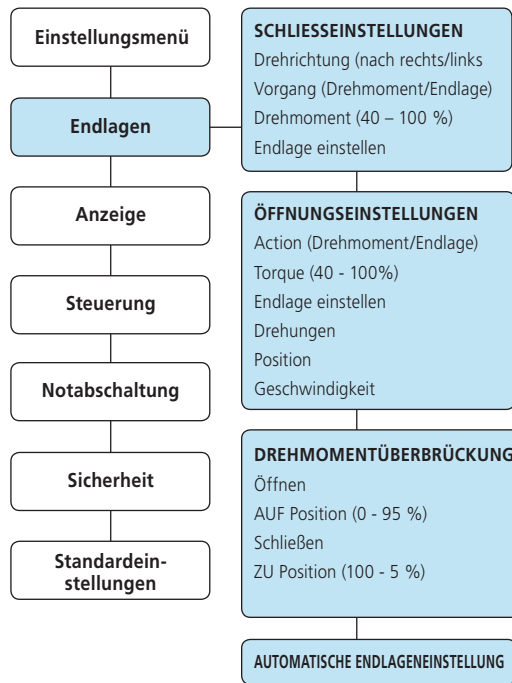 Einstellungsmenü
Endlagen
Anzeige
Steuerung
Notabschaltung
Sicherheit
Standardein-
stellungen
SCHLIESSEINSTELLUNGEN
Drehrichtung (nach rechts/links
Vorgang (Drehmoment/Endlage)
Drehmoment (40 – 100 %)
Endlage einstellen
ÖFFNUNGSEINSTELLUNGEN
Action (Drehmoment/Endlage)
Torque (40 - 100%)
Endlage einstellen
Drehungen
Position
Geschwindigkeit
DREHMOMENTÜBERBRÜCKUNG
Öffnen
AUF Position (0 - 95 %)
Schließen
ZU Position (100 - 5 %)
AUTOMATISCHE ENDLAGENEINSTELLUNG